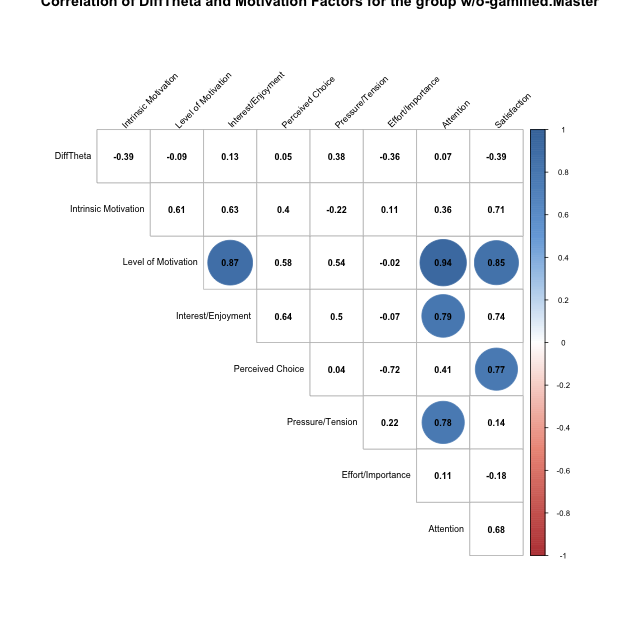 Correlation of DiffTheta and Motivation Factors for the group w/o-gamified.Master
Intrinsic Motivation
Level of Motivation
Interest/Enjoyment
Perceived Choice
Pressure/Tension
Effort/Importance
Attention
Satisfaction
DiffTheta -0.39 -0.09 0.13 0.05 0.38 -0.36 0.07 -0.39
Intrinsic Motivation 0.61 0.63 0.4 -0.22 0.11 0.36 0.71
Level of Motivation 0.87 0.58 0.54 -0.02 0.94 0.85
Interest/Enjoyment 0.64 0.5 -0.07 0.79 0.74
Perceived Choice 0.04 -0.72 0.41 0.77
Pressure/Tension 0.22 0.78 0.14
Effort/Importance 0.11 -0.18
Attention 0.68
1
0.8
0.6
0.4
0.2
0
-0.2
-0.4
-0.6
-0.8
-1